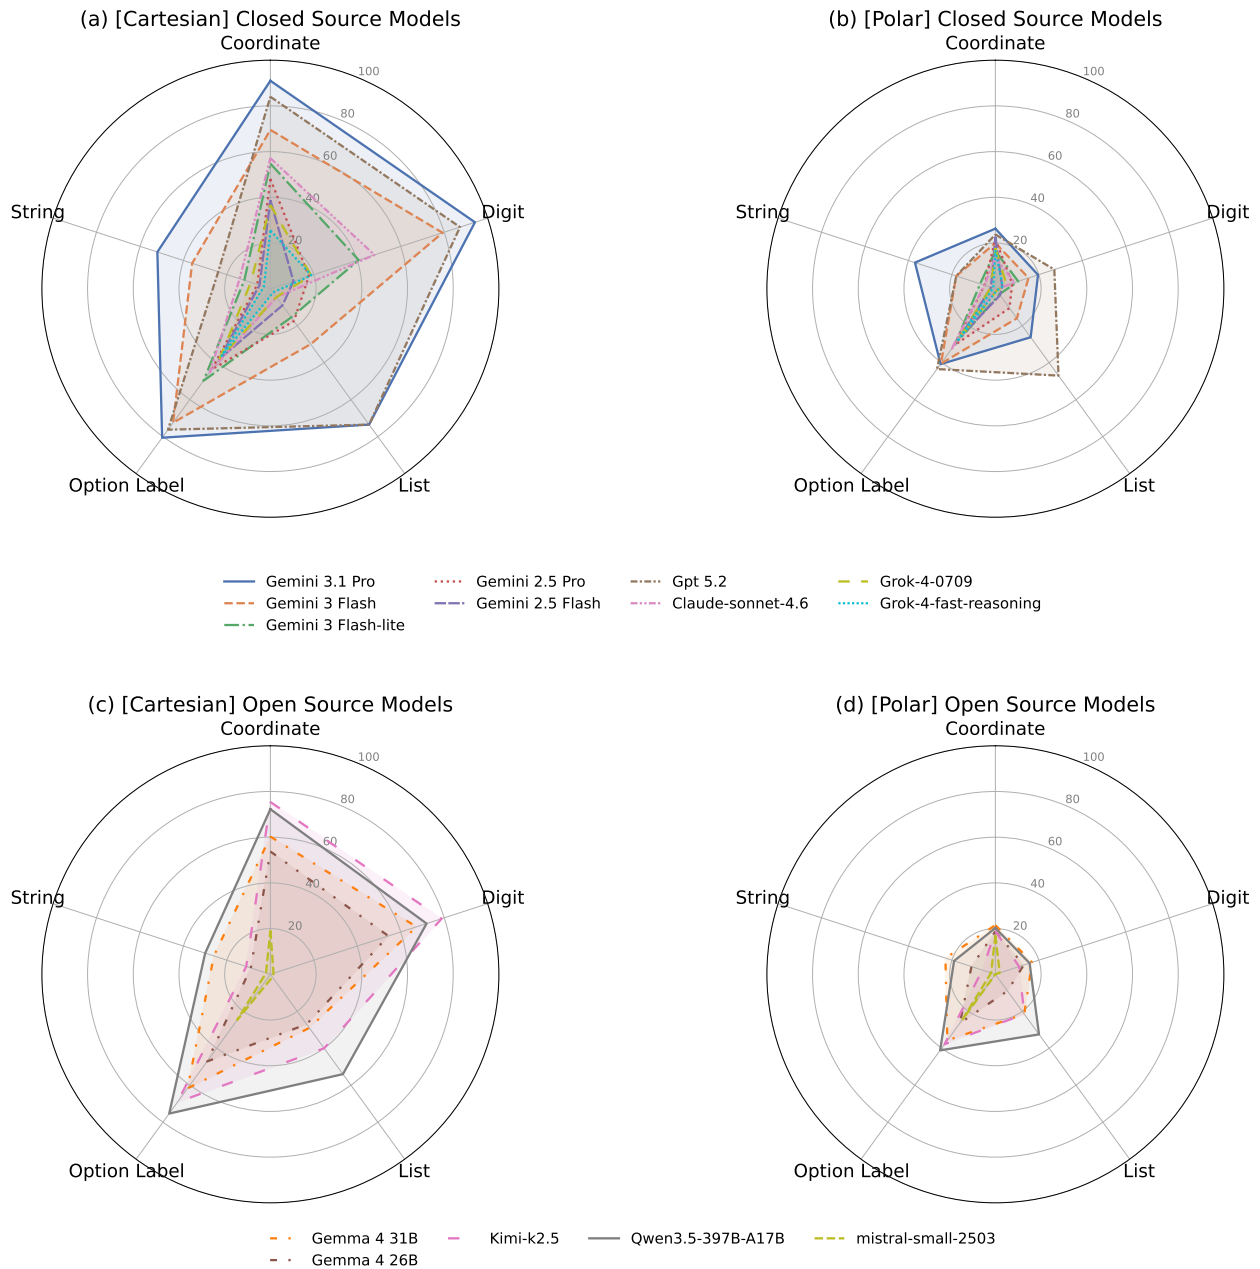 (a) [Cartesian] Closed Source Models
Coordinate
100
80
60
40
20
String
Digit
Option Label
List
(b) [Polar] Closed Source Models
Coordinate
100
80
60
40
20
String
Digit
Option Label
List
Gemini 3.1 Pro
Gemini 3 Flash
Gemini 3 Flash-lite
Gemini 2.5 Pro
Gemini 2.5 Flash
Gpt 5.2
Claude-sonnet-4.6
Grok-4-0709
Grok-4-fast-reasoning
(c) [Cartesian] Open Source Models
Coordinate
100
80
60
40
20
String
Digit
Option Label
List
(d) [Polar] Open Source Models
Coordinate
100
80
60
40
20
String
Digit
Option Label
List
Gemma 4 31B
Gemma 4 26B
Kimi-k2.5
Qwen3.5-397B-A17B
mistral-small-2503